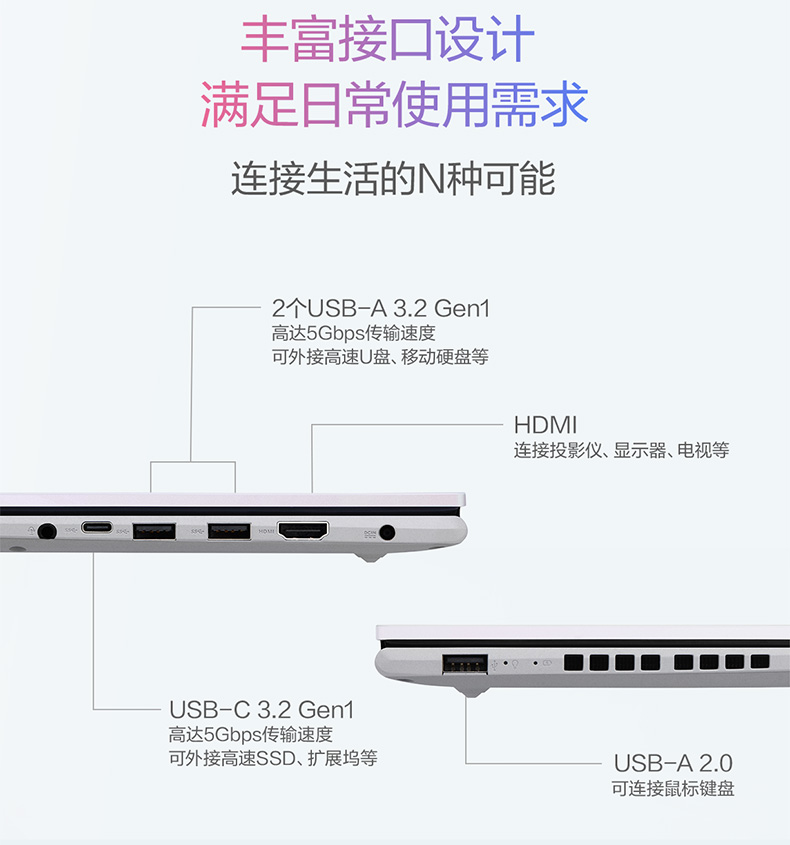 丰富接口设计
满足日常使用需求
连接生活的N种可能
2个USB-A 3.2 Gen1
高达5Gbps传输速度
可外接高速U盘、移动硬盘等
HDMI
连接投影仪、显示器、电视等
HDMI
DC IN
USB-C 3.2 Gen1
高达5Gbps传输速度
可外接高速SSD、扩展坞等
USB-A 2.0
可连接鼠标键盘